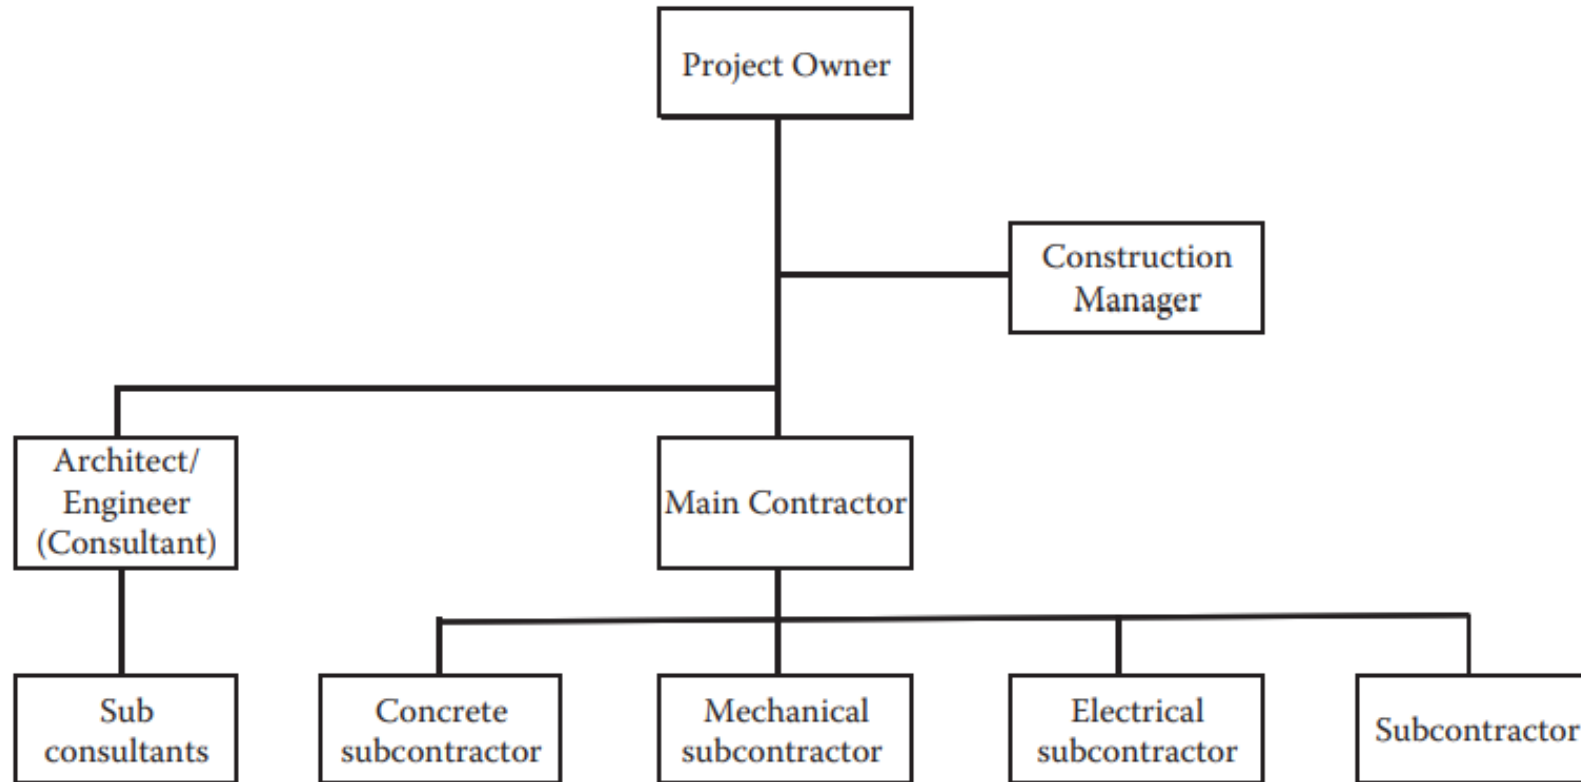 Project Owner
Construction
Manager
Architect/
Engineer
(Consultant)
Main Contractor
Sub
consultants
Concrete
subcontractor
Mechanical
subcontractor
Electrical
subcontractor
Subcontractor